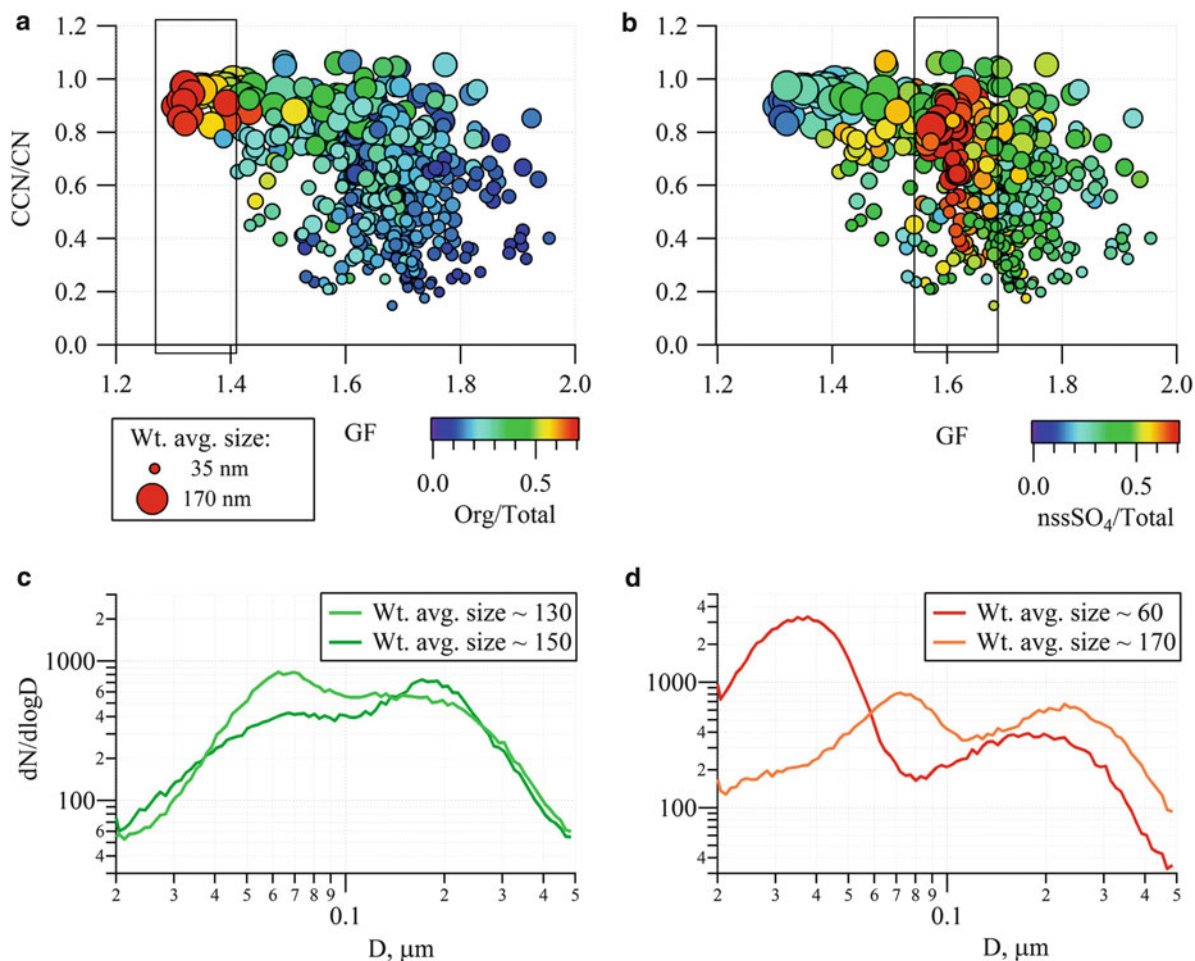 a
b
1.2
1.0
0.8
0.6
0.4
0.2
0.0
CCN/CN
1.2 1.4 1.6 1.8 2.0
1.2
1.0
0.8
0.6
0.4
0.2
0.0
1.2 1.4 1.6 1.8 2.0
Wt. avg. size:
35 nm
170 nm
GF
0.0 0.5
Org/Total
GF
0.0 0.5
nssSO4/Total
c
d
Wt. avg. size ~ 130
Wt. avg. size ~ 150
dN/dlogD
2
1000
6
4
2
100
6
4
2 3 4 5 6 7 8 9 2 3 4 5
0.1
D, μm
Wt. avg. size ~ 60
Wt. avg. size ~ 170
4
2
1000
6
4
2
100
6
4
2 3 4 5 6 7 8 9 2 3 4 5
0.1
D, μm